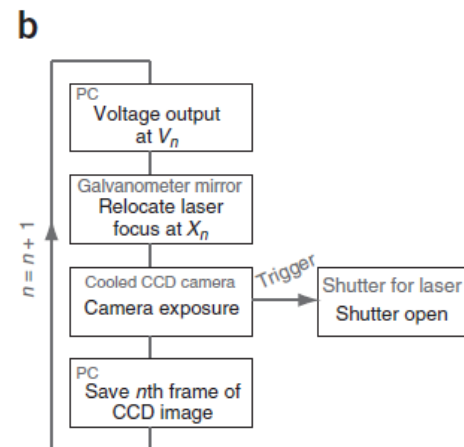 b
PC
Voltage output
at Vn
Galvanometer mirror
Relocate laser
focus at Xn
n = n + 1
Cooled CCD camera
Camera exposure
Trigger
Shutter for laser
Shutter open
PC
Save nth frame of
CCD image